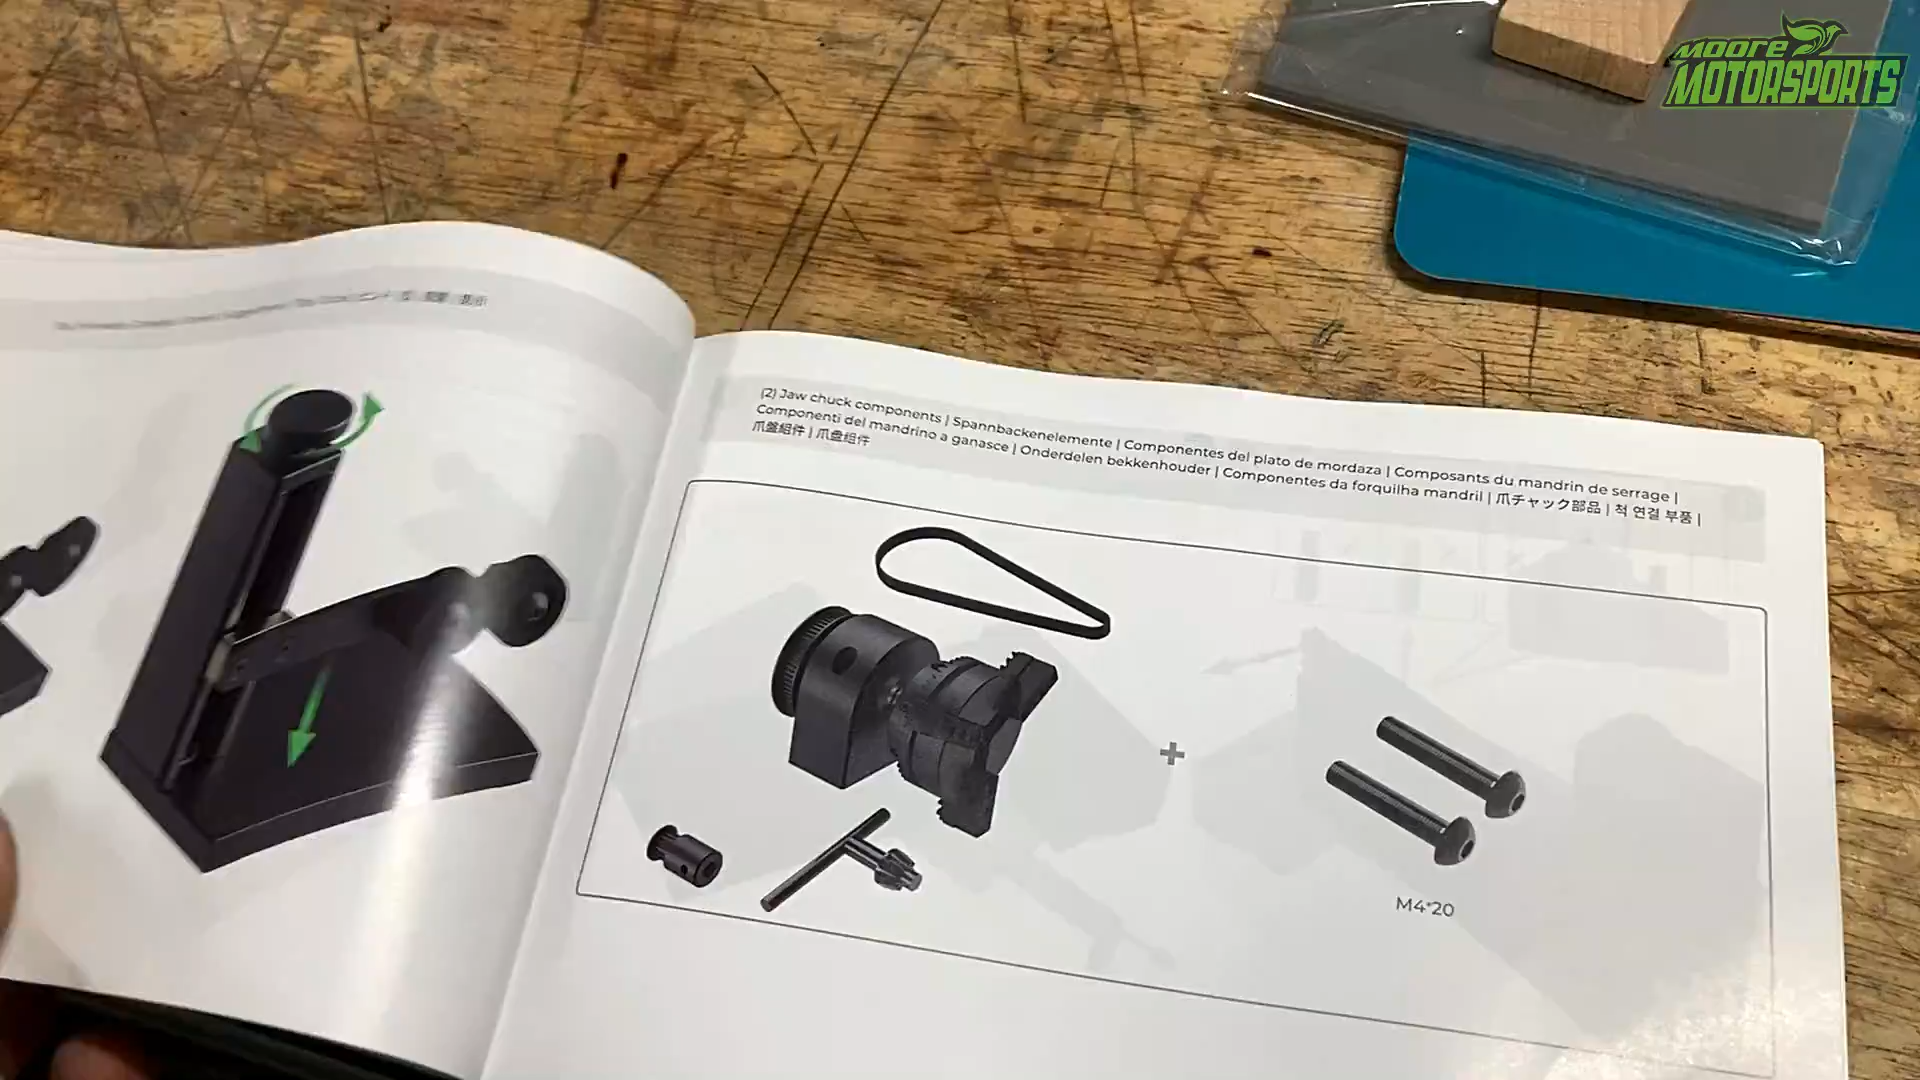 MOORE
MOTORSPORTS
(2) Jaw chuck components | Spannbackenelemente | Componentes del plato de mordaza | Composants du mandrin de serrage |
Componenti del mandrino a ganasce | Onderdelen bekkenhouder | Componentes da forquilha mandril | 爪チャック部品 | 척 연결 부품 |
爪盤組件 | 爪盘组件
M4*20